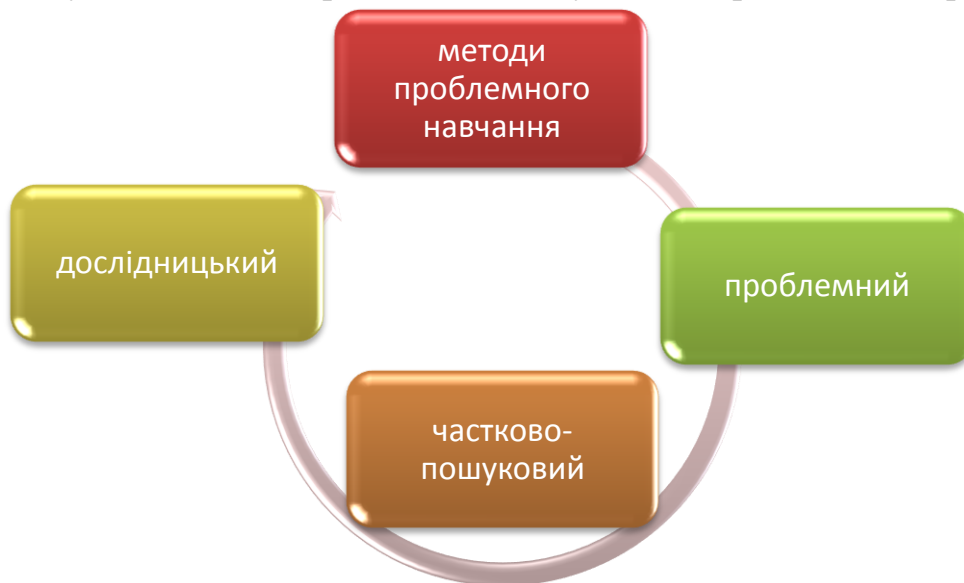 методи
проблемного
навчання
дослідницький
проблемний
частково-
пошуковий